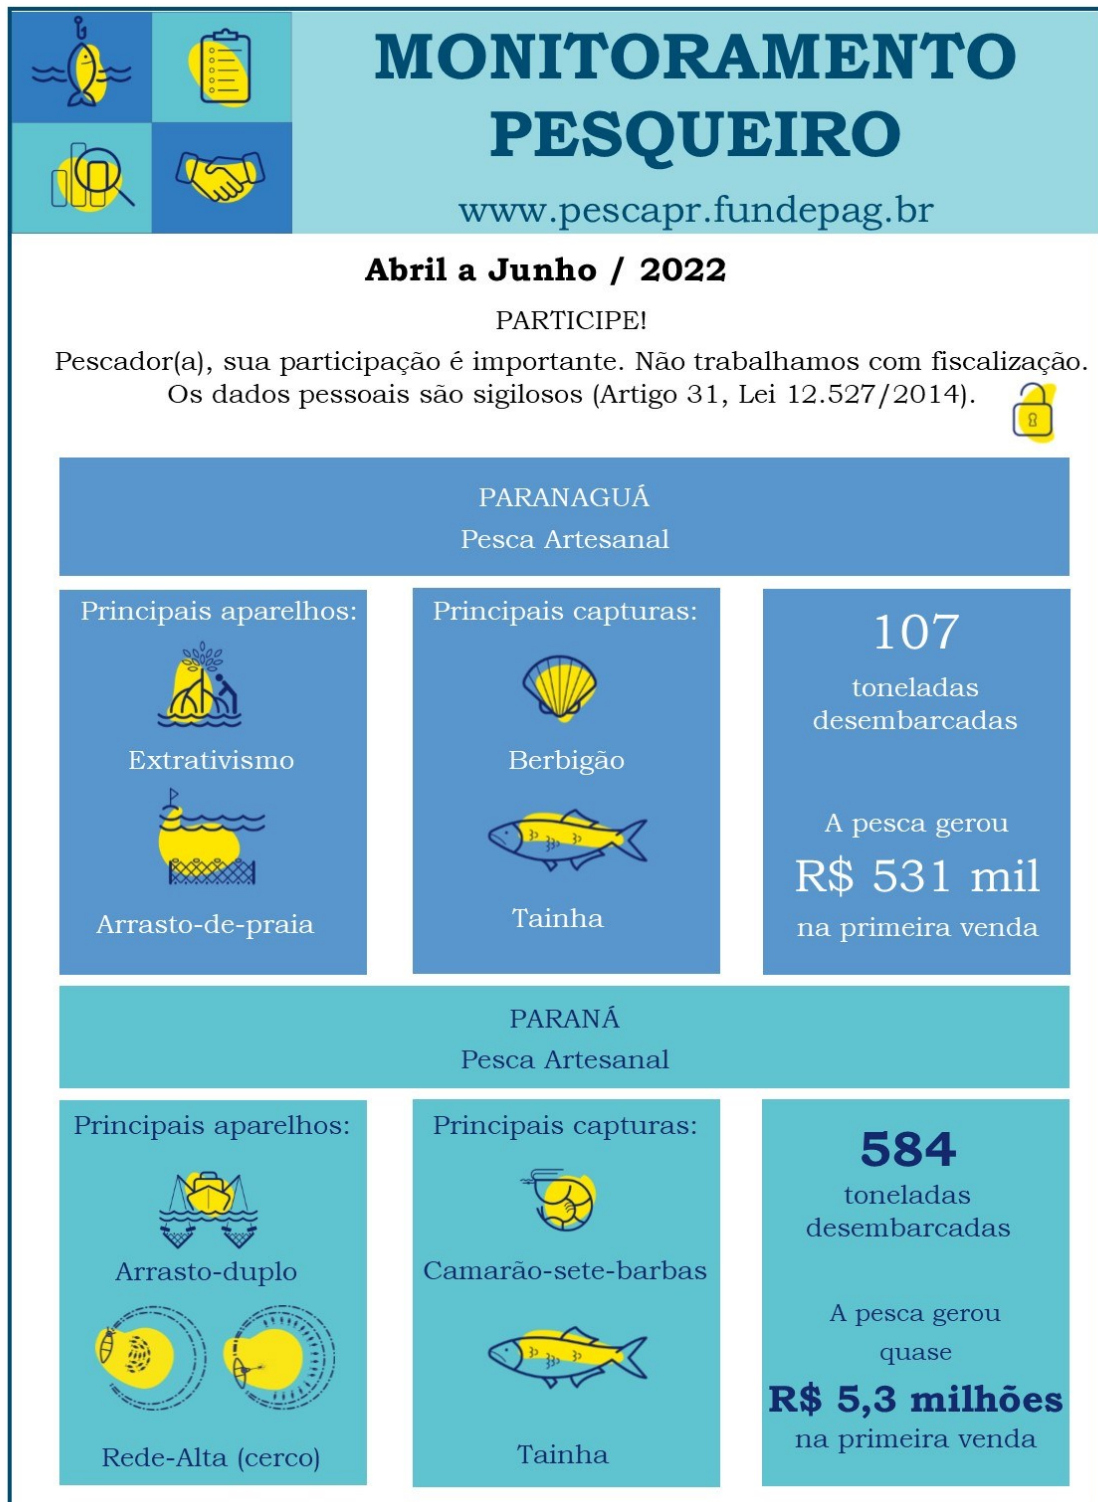 MONITORAMENTO
PESQUEIRO
www.pescapr.fundepag.br
Abril a Junho / 2022
PARTICIPE!
Pescador(a), sua participação é importante. Não trabalhamos com fiscalização.
Os dados pessoais são sigilosos (Artigo 31, Lei 12.527/2014).
PARANAGUÁ
Pesca Artesanal
Principais aparelhos:
Extrativismo
Arrasto-de-praia
Principais capturas:
Berbigão
Tainha
107
toneladas
desembarcadas
A pesca gerou
R$ 531 mil
na primeira venda
PARANÁ
Pesca Artesanal
Principais aparelhos:
Arrasto-duplo
Rede-Alta (cerco)
Principais capturas:
Camarão-sete-barbas
Tainha
584
toneladas
desembarcadas
A pesca gerou
quase
R$ 5,3 milhões
na primeira venda